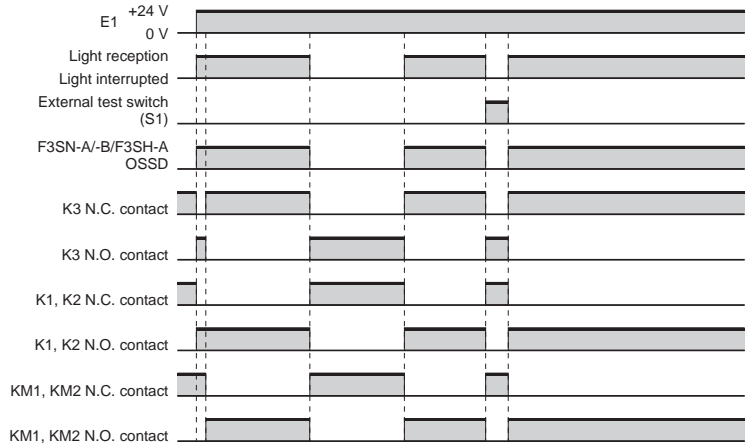 +24 V
E1
0 V
Light reception
Light interrupted
External test switch
(S1)
F3SN-A/-B/F3SH-A
OSSD
K3 N.C. contact
K3 N.O. contact
K1, K2 N.C. contact
K1, K2 N.O. contact
KM1, KM2 N.C. contact
KM1, KM2 N.O. contact